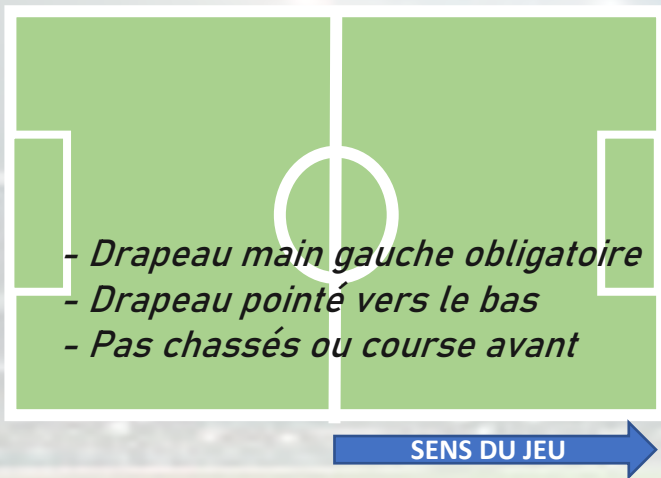 - Drapeau main gauche obligatoire
- Drapeau pointé vers le bas
- Pas chassés ou course avant
SENS DU JEU